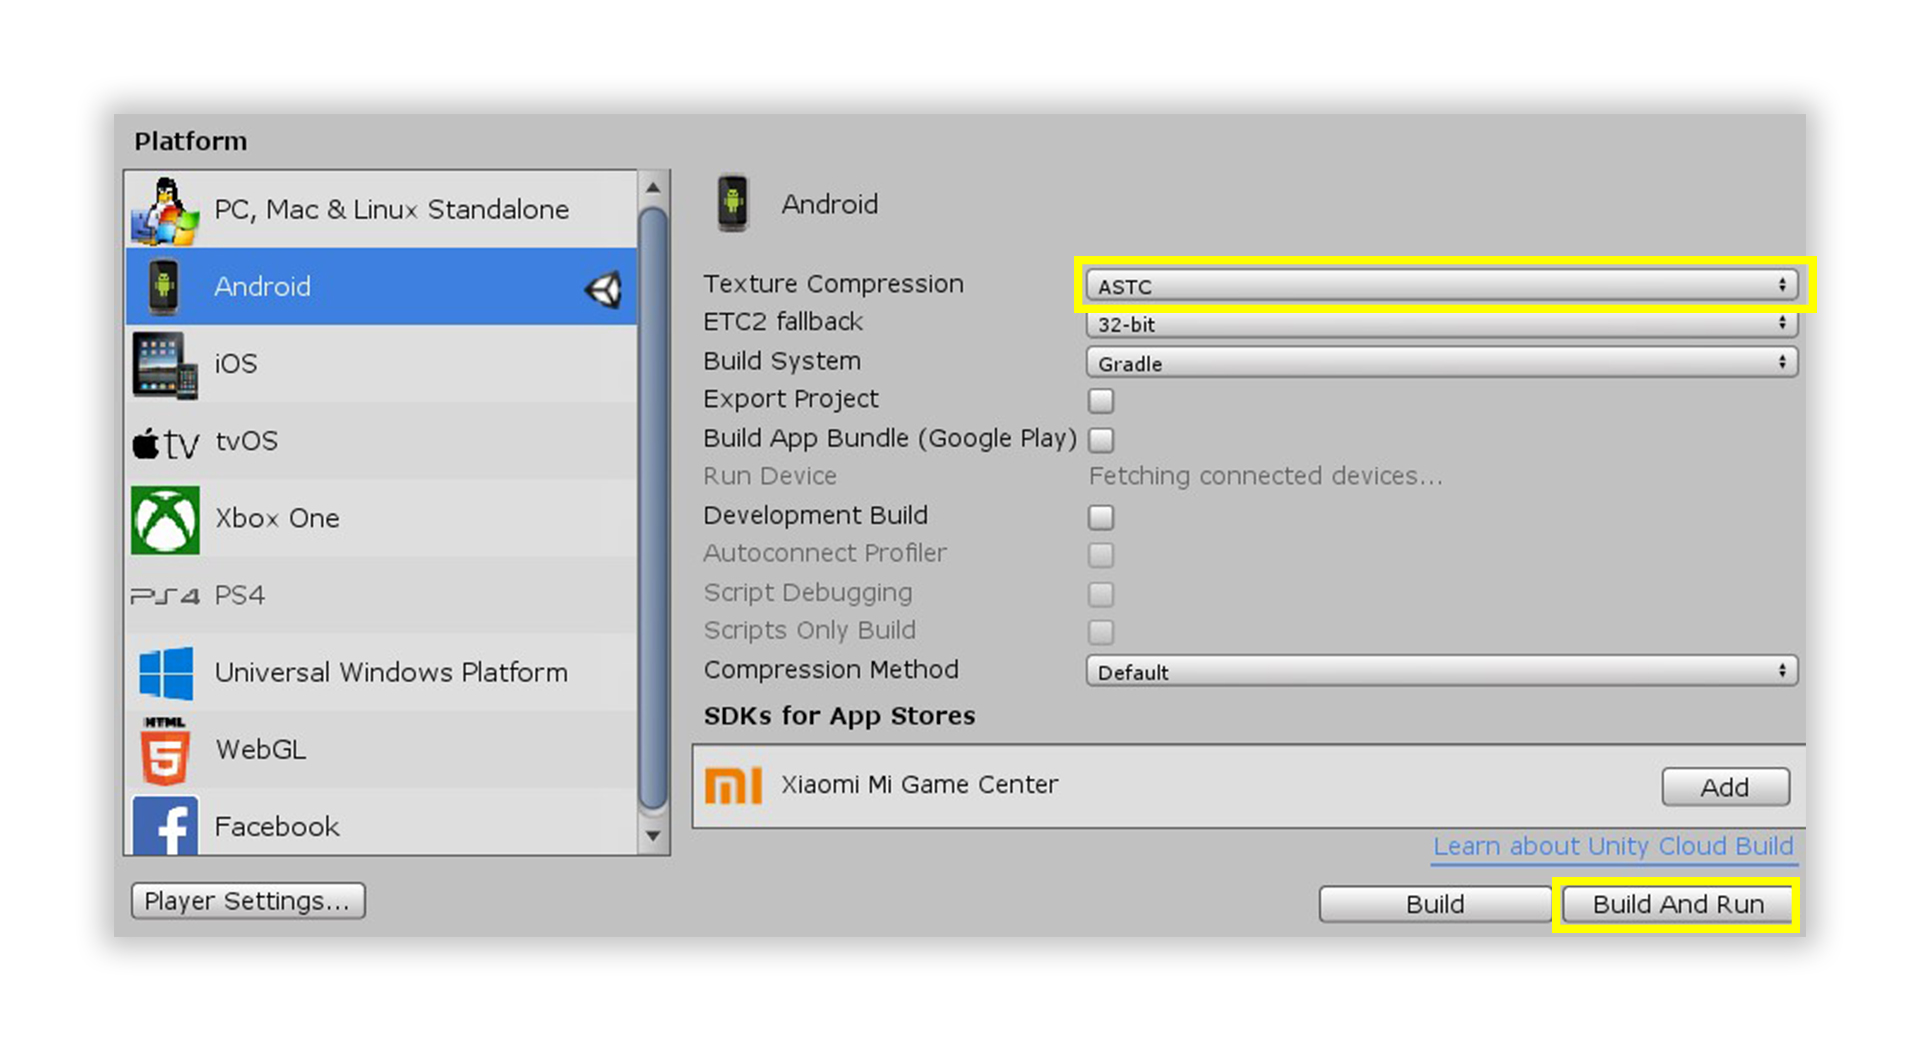 Platform
PC, Mac & Linux Standalone
Android
iOS
tv tvOS
Xbox One
PS4 PS4
Universal Windows Platform
HTML
5
WebGL
f Facebook
Player Settings...
Android
Texture Compression ASTC
ETC2 fallback 32-bit
Build System Gradle
Export Project
Build App Bundle (Google Play)
Run Device Fetching connected devices...
Development Build
Autoconnect Profiler
Script Debugging
Scripts Only Build
Compression Method Default
SDKs for App Stores
mi Xiaomi Mi Game Center Add
Learn about Unity Cloud Build
Build Build And Run